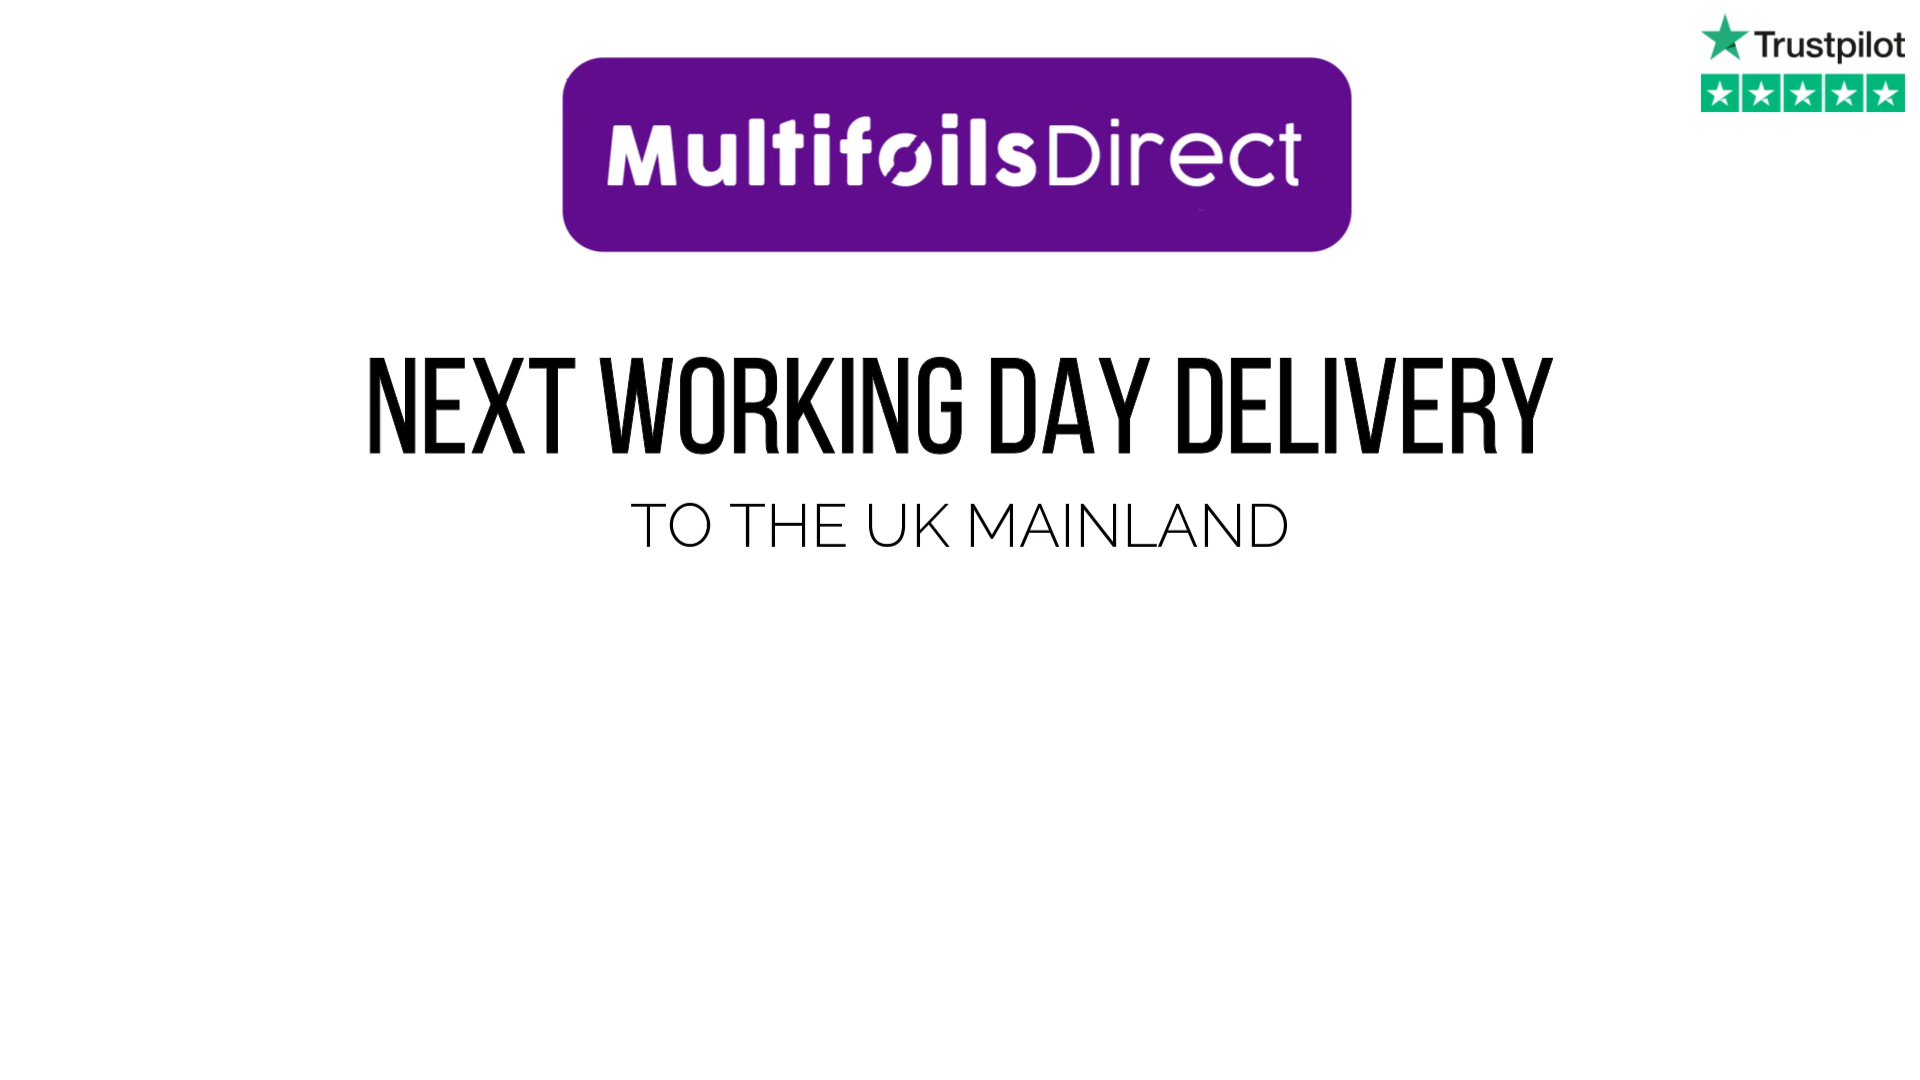 Trustpilot
MultifoilsDirect
NEXT WORKING DAY DELIVERY
TO THE UK MAINLAND